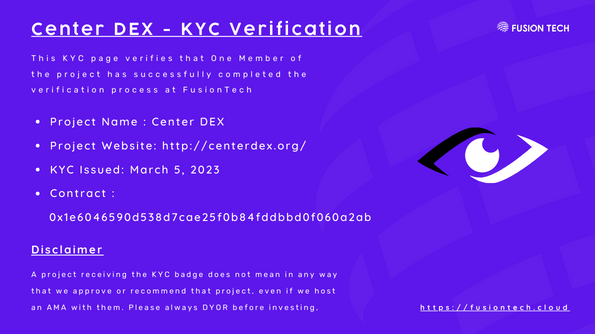 Center DEX - KYC Verification
FUSION TECH
This KYC page verifies that One Member of
the project has successfully completed the
verification process at FusionTech
• Project Name : Center DEX
• Project Website: http://centerdex.org/
• KYC Issued: March 5, 2023
• Contract :
0x1e6046590d538d7cae25f0b84fddbbd0f060a2ab
Disclaimer
A project receiving the KYC badge does not mean in any way
that we approve or recommend that project, even if we host
an AMA with them. Please always DYOR before investing.
https://fusiontech.cloud